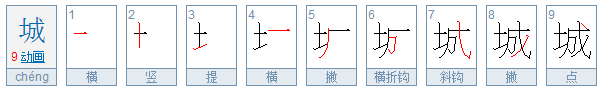 城
9 动画
chéng
1 横
2 竖
3 提
4 横
5 撇
6 横折钩
7 斜钩
8 撇
9 点